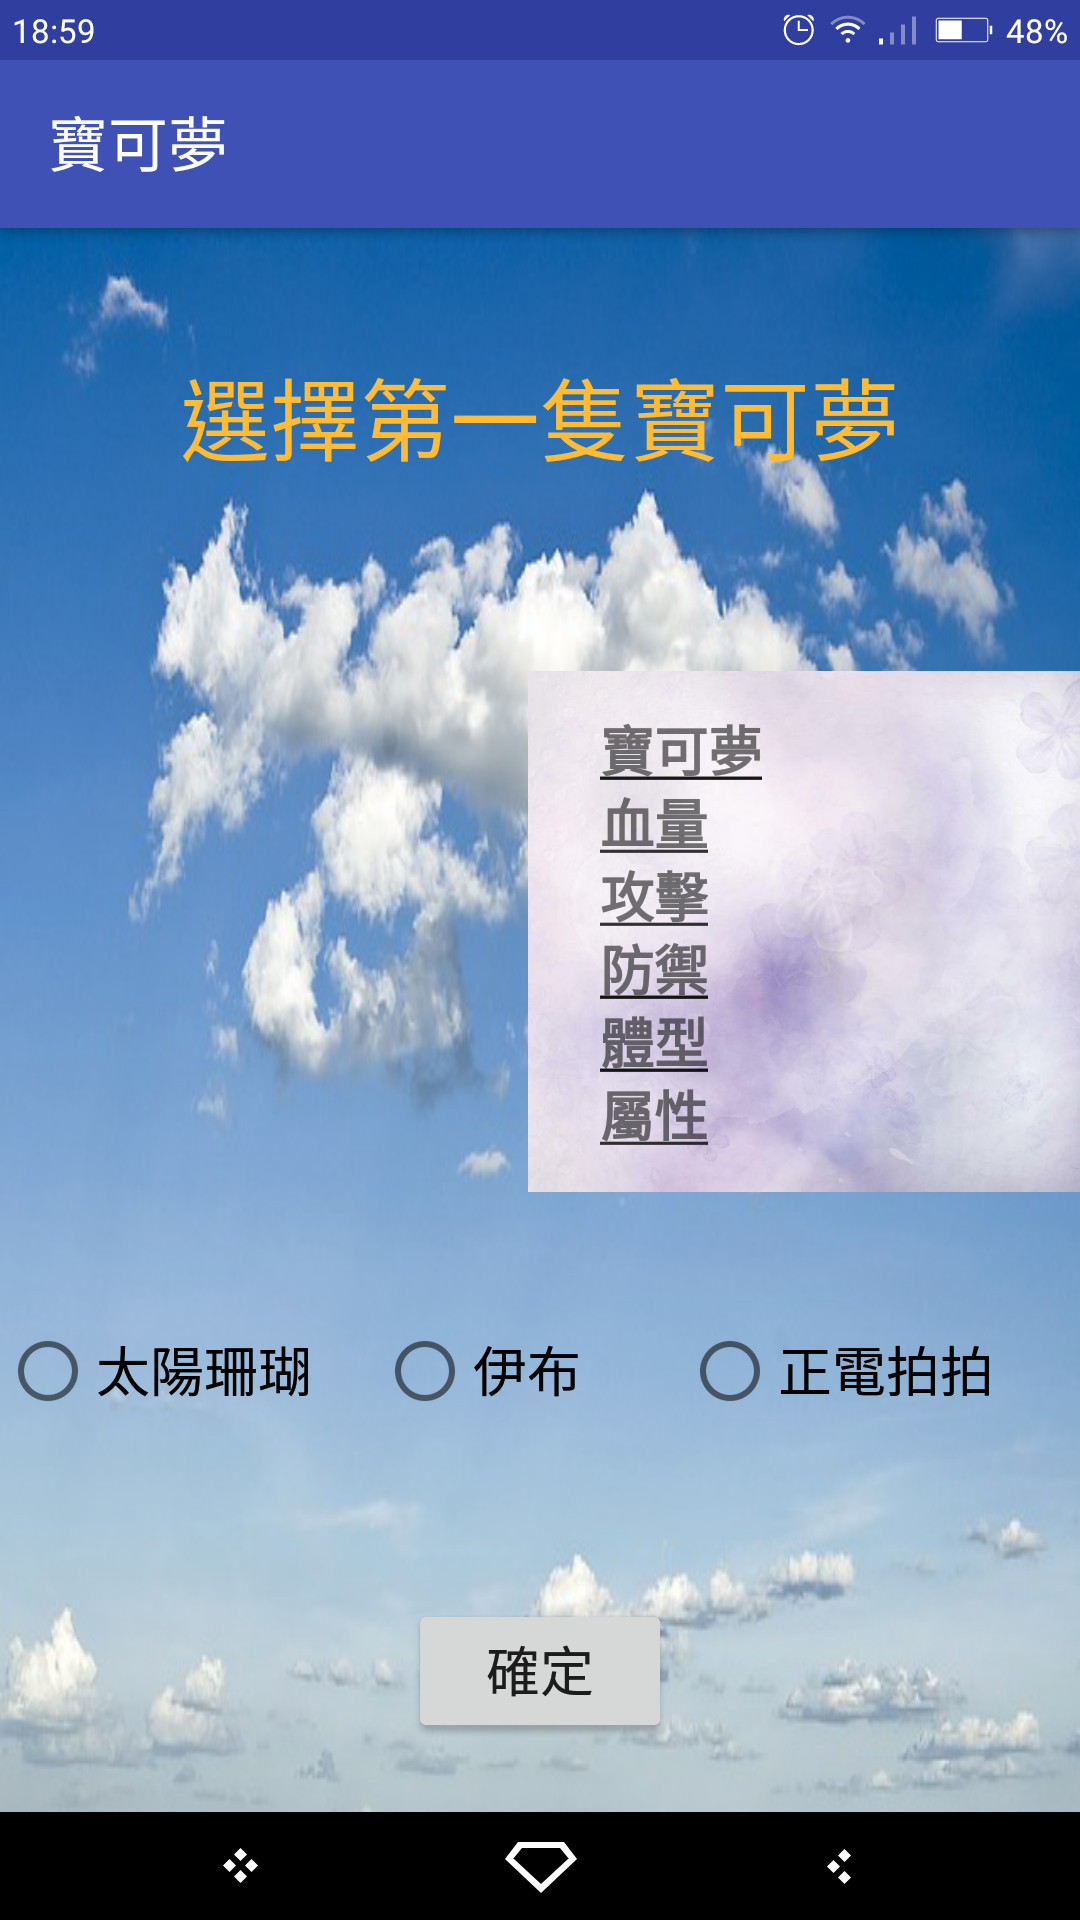 18:59 48%
寶可夢
選擇第一隻寶可夢
寶可夢
血量
攻擊
防禦
體型
屬性
太陽珊瑚 伊布 正電拍拍
確定